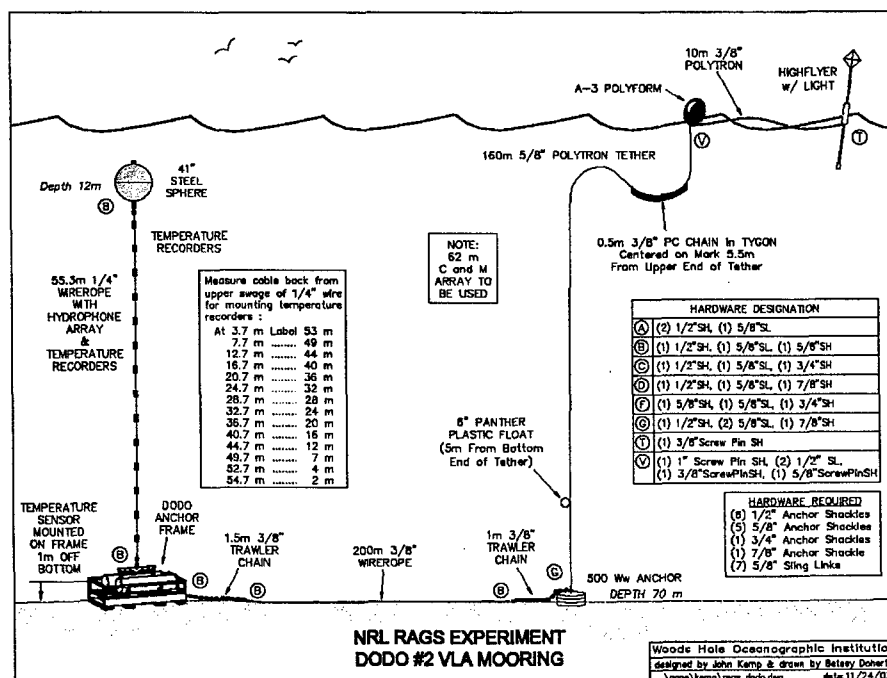 10m 3/8"
POLYTRON
HIGHFLYER
w/ LIGHT
A-3 POLYFORM
V
T
160m 5/8" POLYTRON TETHER
41"
STEEL
SPHERE
Depth 12m
B
TEMPERATURE
RECORDERS
0.5m 3/8" PC CHAIN in TYGON
Centered on Mark 5.5m
From Upper End of Tether
NOTE:
62 m
C and M
ARRAY TO
BE USED
55.3m 1/4"
WIREROPE
WITH
HYDROPHONE
ARRAY
&
TEMPERATURE
RECORDERS
Measure cable back from
upper swage of 1/4" wire
for mounting temperature
recorders :
At 3.7 m Label 53 m
7.7 m ........ 49 m
12.7 m ........ 44 m
16.7 m ........ 40 m
20.7 m ........ 36 m
24.7 m ........ 32 m
28.7 m ........ 28 m
32.7 m ........ 24 m
36.7 m ........ 20 m
40.7 m ........ 16 m
44.7 m ........ 12 m
49.7 m ........ 7 m
52.7 m ........ 4 m
54.7 m ........ 2 m
HARDWARE DESIGNATION
A (2) 1/2"SH, (1) 5/8"SL
B (1) 1/2"SH, (1) 5/8"SL, (1) 5/8"SH
C (1) 1/2"SH, (1) 5/8"SL, (1) 3/4"SH
D (1) 1/2"SH, (1) 5/8"SL, (1) 7/8"SH
F (1) 5/8"SH, (1) 5/8"SL, (1) 3/4"SH
G (1) 1/2"SH, (2) 5/8"SL, (1) 7/8"SH
T (1) 3/8"Screw Pin SH
V (1) 1" Screw Pin SH, (2) 1/2" SL,
(1) 3/8"ScrewPinSH, (1) 5/8"ScrewPinSH
HARDWARE REQUIRED
1/2" Anchor Shackles
(5) 5/8" Anchor Shackles
(1) 3/4" Anchor Shackles
(1) 7/8" Anchor Shackle
(7) 5/8" Sling Links
PANTHER
PLASTIC FLOAT
(5m From Bottom
End of Tether)
TEMPERATURE
SENSOR
MOUNTED
ON FRAME
1m OFF
BOTTOM
DODO
ANCHOR
FRAME
B
B
1.5m 3/8"
TRAWLER
CHAIN
B
200m 3/8"
WIREROPE
1m 3/8"
TRAWLER
CHAIN
B
G
500 Ww ANCHOR
DEPTH 70 m
NRL RAGS EXPERIMENT
DODO #2 VLA MOORING
Woods Hole Oceanographic
designed by John Kemp & drawn by Betsey